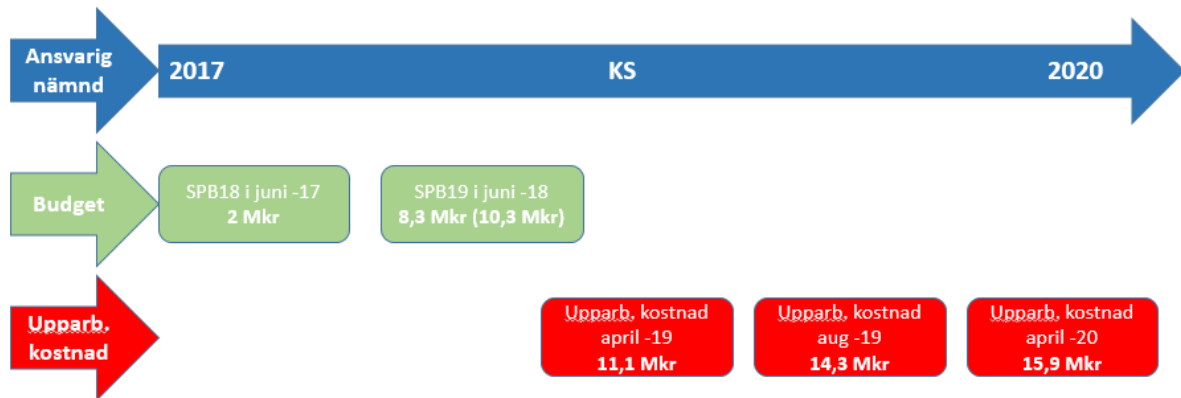 Ansvarig
nämnd
2017
KS
2020
Budget
SPB18 i juni -17
2 Mkr
SPB19 i juni -18
8,3 Mkr (10,3 Mkr)
Upparb.
kostnad
Upparb, kostnad
april -19
11,1 Mkr
Upparb, kostnad
aug -19
14,3 Mkr
Upparb, kostnad
april -20
15,9 Mkr